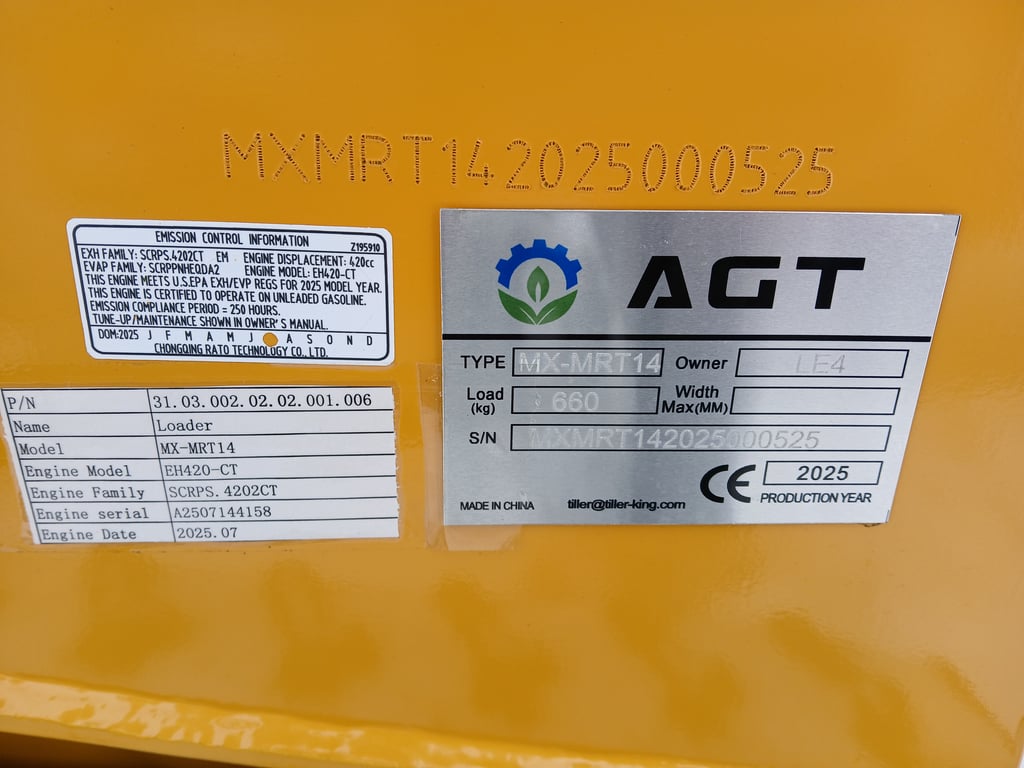 MXMRT142025000525
EMISSION CONTROL INFORMATION
Z195910
EXH FAMILY: SCRPS.4202CT EM ENGINE DISPLACEMENT: 420cc
EVAP FAMILY: SCRPPNHEQDA2 ENGINE MODEL: EH420-CT
THIS ENGINE MEETS U.S.EPA EXH/EVP REGS FOR 2025 MODEL YEAR.
THIS ENGINE IS CERTIFIED TO OPERATE ON UNLEADED GASOLINE.
EMISSION COMPLIANCE PERIOD = 250 HOURS.
TUNE-UP/MAINTENANCE SHOWN IN OWNER'S MANUAL.
DOM:2025 J F M A M J A S O N D
CHONGQING RATO TECHNOLOGY CO., LTD.
P/N 31.03.002.02.02.001.006
Name Loader
Model MX-MRT14
Engine Model EH420-CT
Engine Family SCRPS.4202CT
Engine serial A2507144158
Engine Date 2025.07
AGT
TYPE MX-MRT14 Owner LE4
Load (kg) 660 Width Max(MM)
S/N MXMRT142025000525
CE 2025
PRODUCTION YEAR
MADE IN CHINA tiller@tiller-king.com